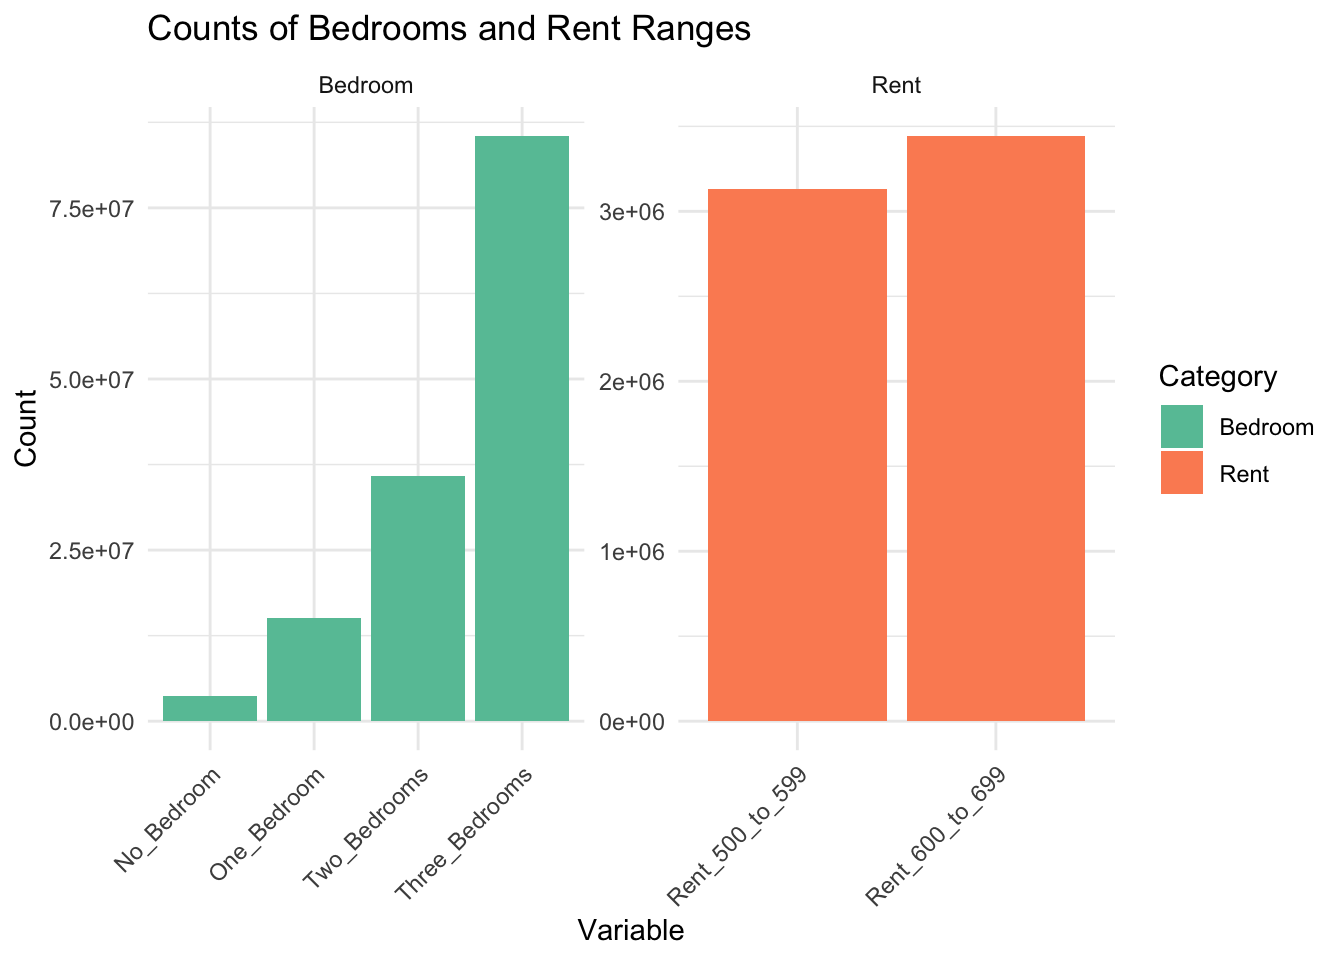 Counts of Bedrooms and Rent Ranges
Bedroom
Rent
Count
7.5e+07
5.0e+07
2.5e+07
0.0e+00
3e+06
2e+06
1e+06
0e+00
No_Bedroom
One_Bedroom
Two_Bedrooms
Three_Bedrooms
Rent_500_to_599
Rent_600_to_699
Variable
Category
Bedroom
Rent